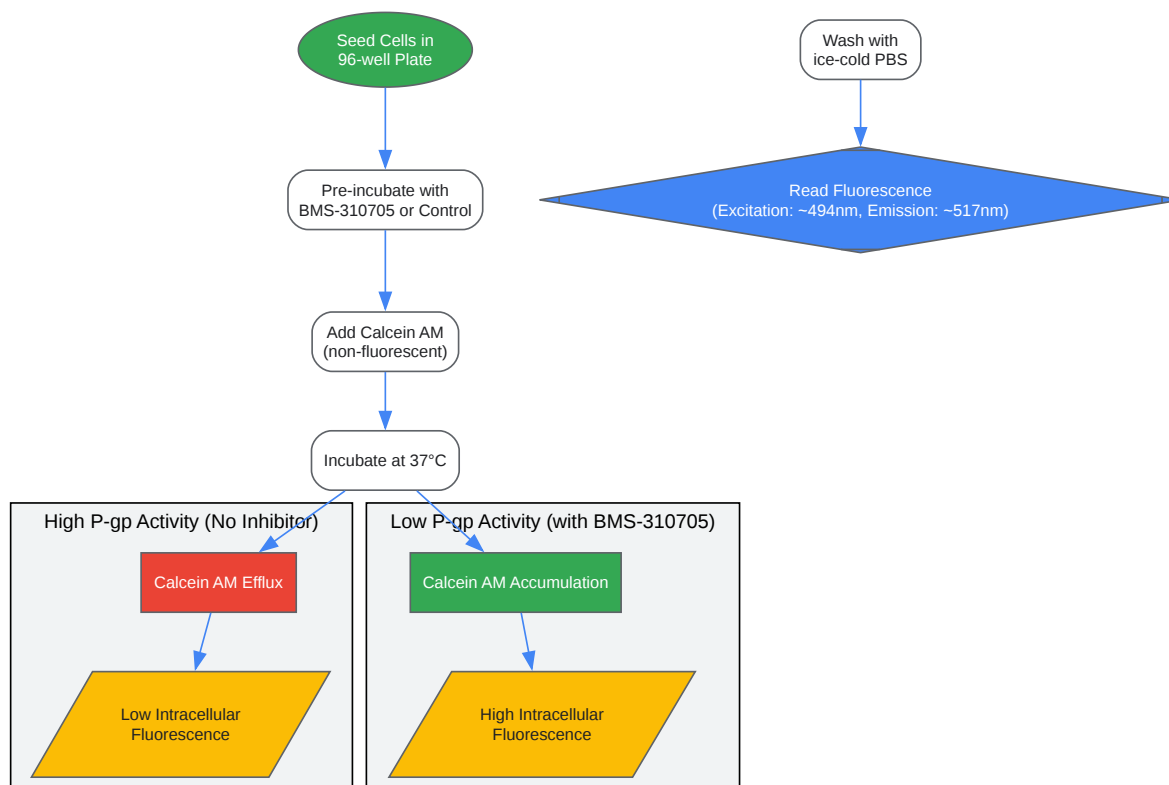 Seed Cells in
96-well Plate
Pre-incubate with
BMS-310705 or Control
Add Calcein AM
(non-fluorescent)
Incubate at 37°C
High P-gp Activity (No Inhibitor)
Calcein AM Efflux
Low Intracellular
Fluorescence
Low P-gp Activity (with BMS-310705)
Calcein AM Accumulation
High Intracellular
Fluorescence
Wash with
ice-cold PBS
Read Fluorescence
(Excitation: ~494nm, Emission: ~517nm)